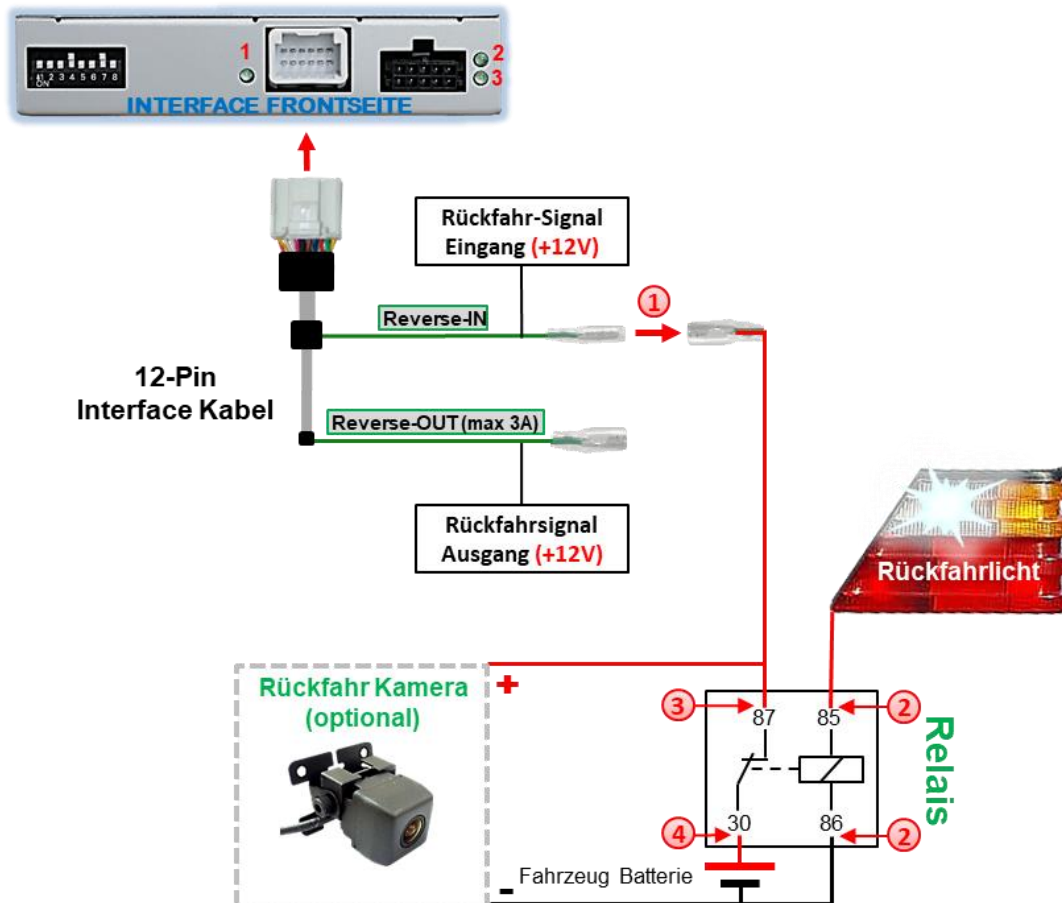 1
2
3
ON
1 2 3 4 5 6 7 8
INTERFACE FRONTSEITE
Rückfahr-Signal
Eingang (+12V)
Reverse-IN
1
12-Pin
Interface Kabel
Reverse-OUT(max 3A)
Rückfahrsignal
Ausgang (+12V)
Rückfahrlicht
Rückfahr Kamera
(optional)
+
3
87
85
2
Relais
4
30
86
2
- Fahrzeug Batterie